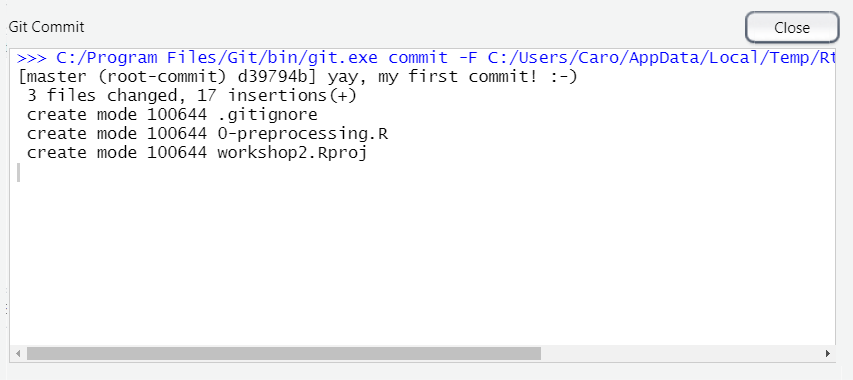 Git Commit
Close
>>> C:/Program Files/Git/bin/git.exe commit -F C:/Users/Caro/AppData/Local/Temp/Rt
[master (root-commit) d39794b] yay, my first commit! :-)
3 files changed, 17 insertions(+)
create mode 100644 .gitignore
create mode 100644 0-preprocessing.R
create mode 100644 workshop2.Rproj